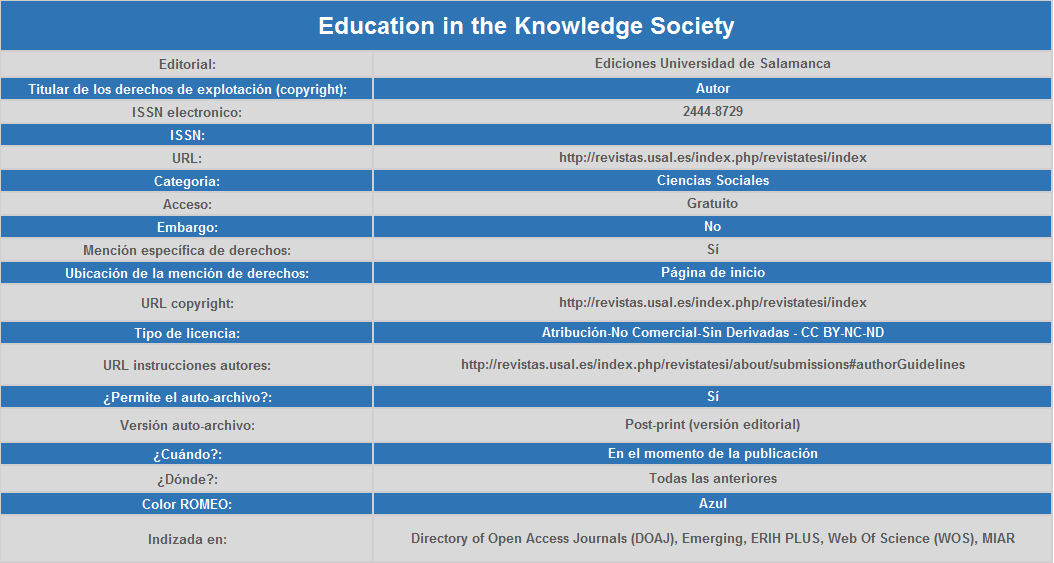 Education in the Knowledge Society
Editorial: Ediciones Universidad de Salamanca
Titular de los derechos de explotación (copyright): Autor
ISSN electronico: 2444-8729
ISSN:
URL: http://revistas.usal.es/index.php/revistatesi/index
Categoria: Ciencias Sociales
Acceso: Gratuito
Embargo: No
Mención específica de derechos: Sí
Ubicación de la mención de derechos: Página de inicio
URL copyright: http://revistas.usal.es/index.php/revistatesi/index
Tipo de licencia: Atribución-No Comercial-Sin Derivadas - CC BY-NC-ND
URL instrucciones autores: http://revistas.usal.es/index.php/revistatesi/about/submissions#authorGuidelines
¿Permite el auto-archivo?: Sí
Versión auto-archivo: Post-print (versión editorial)
¿Cuándo?: En el momento de la publicación
¿Dónde?: Todas las anteriores
Color ROMEO: Azul
Indizada en: Directory of Open Access Journals (DOAJ), Emerging, ERIH PLUS, Web Of Science (WOS), MIAR